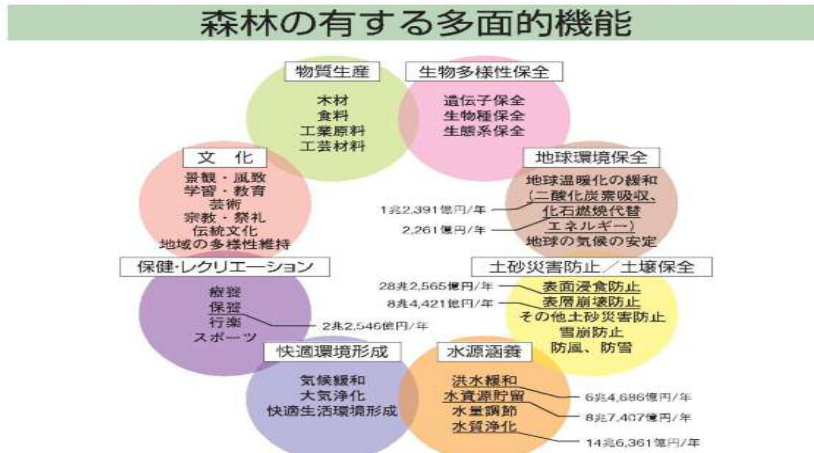 森林の有する多面的機能
物質生産
木材
食料
工業原料
工芸材料
生物多様性保全
遺伝子保全
生物種保全
生態系保全
文 化
景観・風致
学習・教育
芸術
宗教・祭礼
伝統文化
地域の多様性維持
地球環境保全
地球温暖化の緩和
(二酸化炭素吸収、
化石燃焼代替
エネルギー)
地球の気候の安定
1兆2,391億円/年
2,261億円/年
保健・レクリエーション
療養
保養
行楽
スポーツ
2兆2,546億円/年
土砂災害防止／土壌保全
28兆2,565億円/年
表面浸食防止
8兆4,421億円/年
表層崩壊防止
その他土砂災害防止
雪崩防止
防風、防雪
快適環境形成
気候緩和
大気浄化
快適生活環境形成
水源涵養
洪水緩和
水資源貯留
水量調節
水質浄化
6兆4,686億円/年
8兆7,407億円/年
14兆6,361億円/年